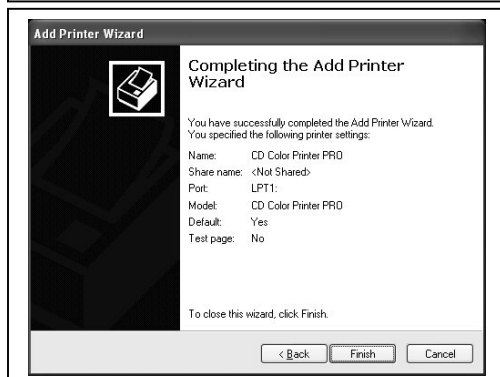 Add Printer Wizard
Completing the Add Printer
Wizard
You have successfully completed the Add Printer Wizard.
You specified the following printer settings:
Name: CD Color Printer PRO
Share name: <Not Shared>
Port: LPT1:
Model: CD Color Printer PRO
Default: Yes
Test page: No
To close this wizard, click Finish.
< Back Finish Cancel